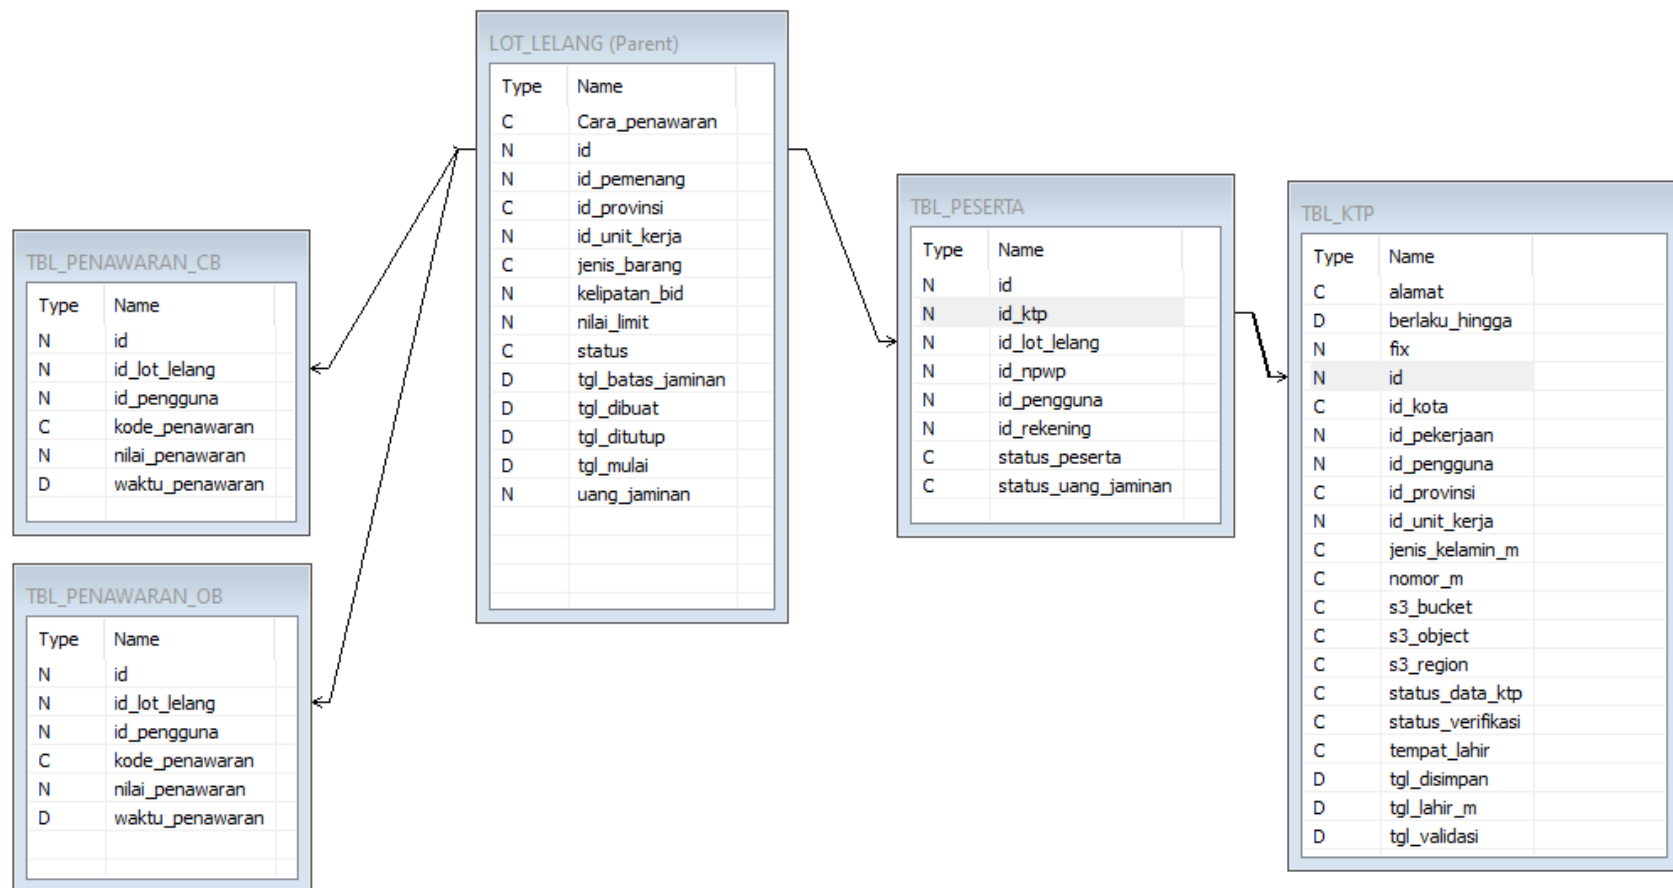 LOT_LELANG (Parent)
Type Name
C Cara_penawaran
N id
N id_pemenang
C id_provinsi
N id_unit_kerja
C jenis_barang
N kelipatan_bid
N nilai_limit
C status
D tgl_batas_jaminan
D tgl_dibuat
D tgl_ditutup
D tgl_mulai
N uang_jaminan
TBL_PENAWARAN_CB
Type Name
N id
N id_lot_lelang
N id_pengguna
C kode_penawaran
N nilai_penawaran
D waktu_penawaran
TBL_PENAWARAN_OB
Type Name
N id
N id_lot_lelang
N id_pengguna
C kode_penawaran
N nilai_penawaran
D waktu_penawaran
TBL_PESERTA
Type Name
N id
N id_ktp
N id_lot_lelang
N id_npwp
N id_pengguna
N id_rekening
C status_peserta
C status_uang_jaminan
TBL_KTP
Type Name
C alamat
D berlaku_hingga
N fix
N id
C id_kota
N id_pekerjaan
N id_pengguna
C id_provinsi
N id_unit_kerja
C jenis_kelamin_m
C nomor_m
C s3_bucket
C s3_object
C s3_region
C status_data_ktp
C status_verifikasi
C tempat_lahir
D tgl_disimpan
D tgl_lahir_m
D tgl_validasi